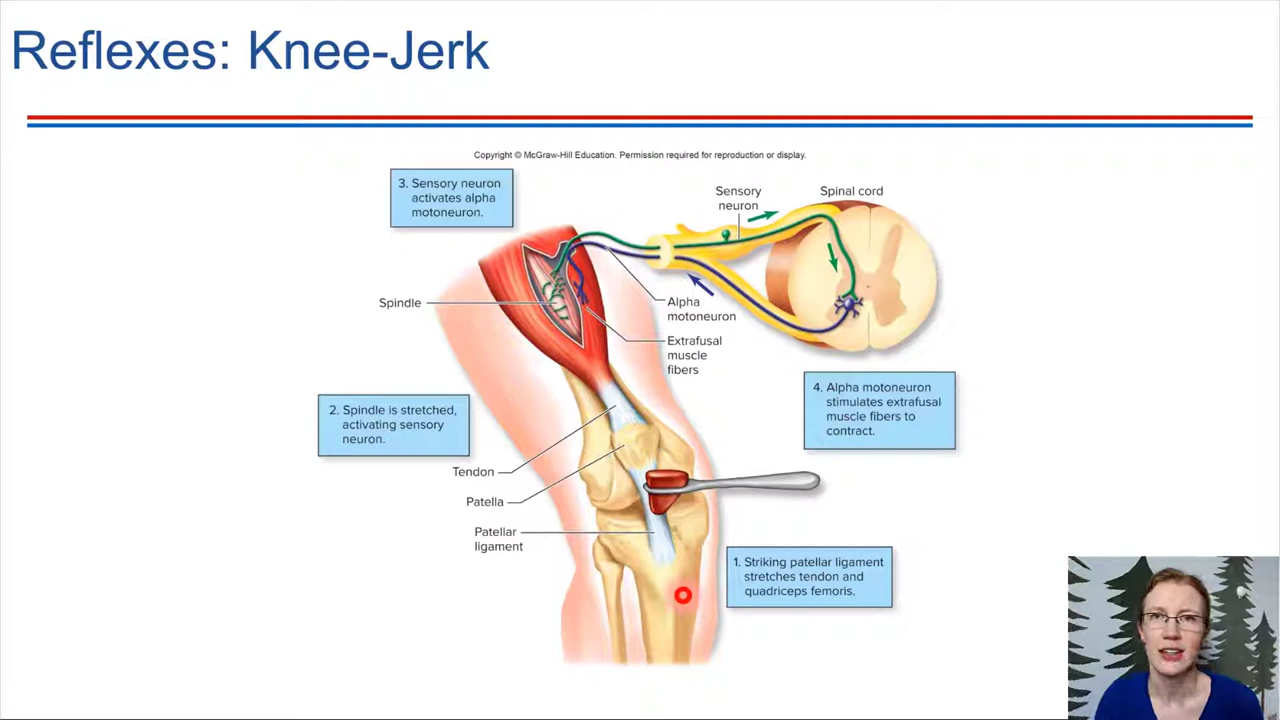 Reflexes: Knee-Jerk
Copyright © McGraw-Hill Education. Permission required for reproduction or display.
3. Sensory neuron
activates alpha
motoneuron.
Sensory
neuron
Spinal cord
Spindle
Alpha
motoneuron
Extrafusal
muscle
fibers
2. Spindle is stretched,
activating sensory
neuron.
4. Alpha motoneuron
stimulates extrafusal
muscle fibers to
contract.
Tendon
Patella
Patellar
ligament
1. Striking patellar ligament
stretches tendon and
quadriceps femoris.